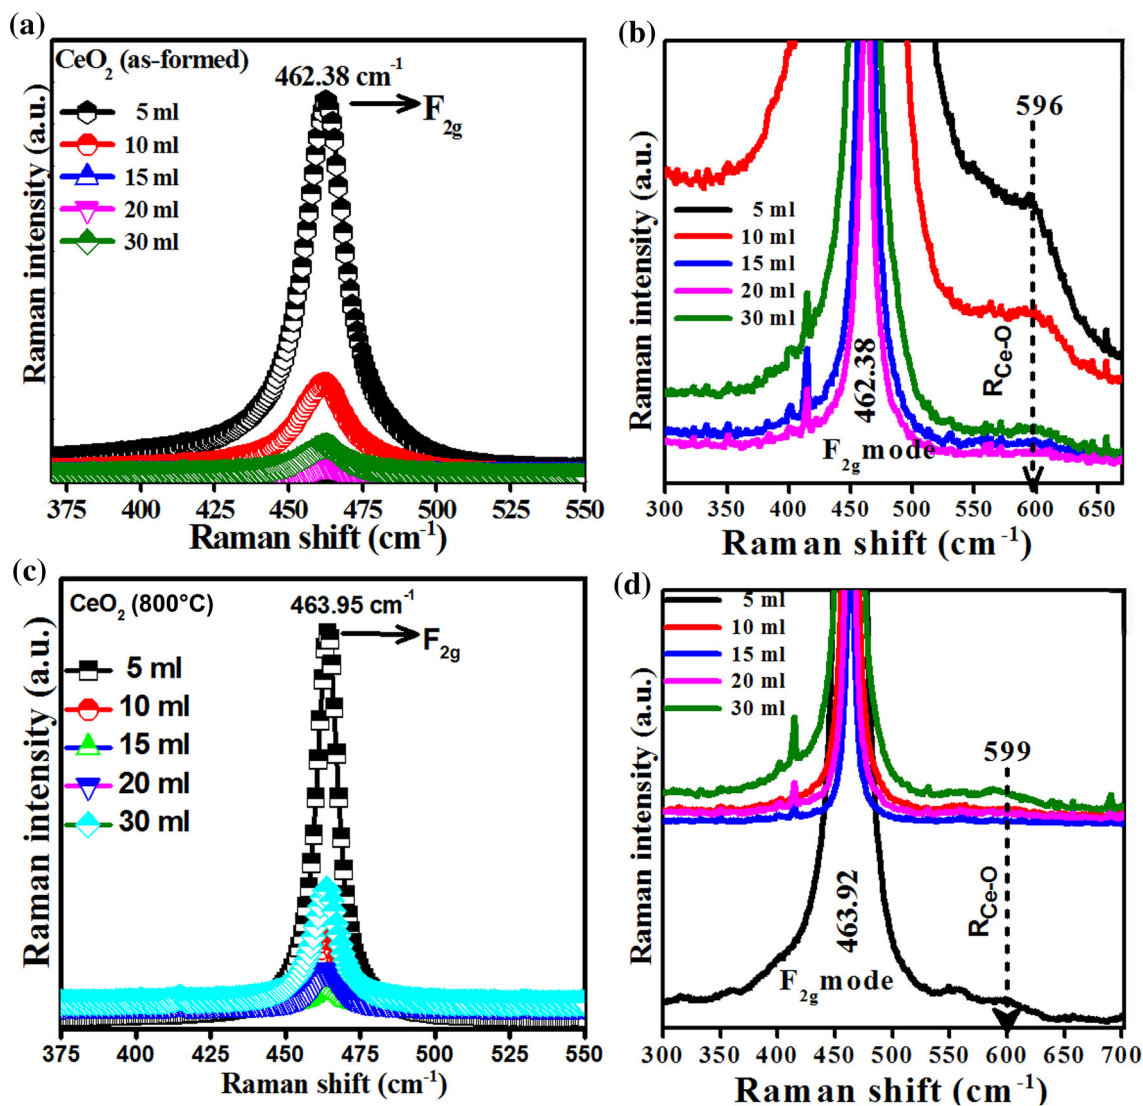 (a)
CeO2 (as-formed)
5 ml
10 ml
15 ml
20 ml
30 ml
462.38 cm-1
F2g
Raman intensity (a.u.)
375 400 425 450 475 500 525 550
Raman shift (cm-1)
(b)
596
5 ml
10 ml
15 ml
20 ml
30 ml
462.38
F2g mode
RCe-O
Raman intensity (a.u.)
300 350 400 450 500 550 600 650
Raman shift (cm-1)
(c)
CeO2 (800°C)
5 ml
10 ml
15 ml
20 ml
30 ml
463.95 cm-1
F2g
Raman intensity (a.u.)
375 400 425 450 475 500 525 550
Raman shift (cm-1)
(d)
5 ml
10 ml
15 ml
20 ml
30 ml
599
463.92
F2g mode
RCe-O
Raman intensity (a.u.)
300 350 400 450 500 550 600 650 700
Raman shift (cm-1)